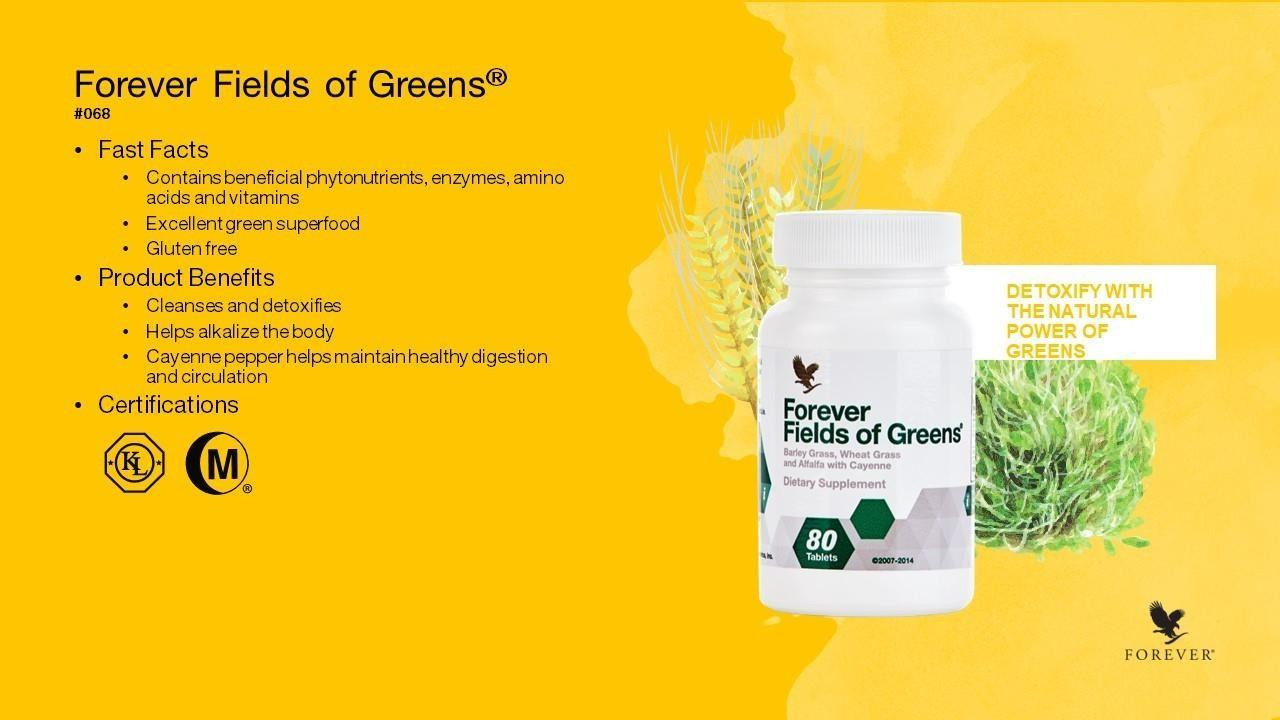 Forever Fields of Greens®
#068
• Fast Facts
• Contains beneficial phytonutrients, enzymes, amino
acids and vitamins
• Excellent green superfood
• Gluten free
• Product Benefits
• Cleanses and detoxifies
• Helps alkalize the body
• Cayenne pepper helps maintain healthy digestion
and circulation
• Certifications
KL
M®
DETOXIFY WITH
THE NATURAL
POWER OF
GREENS
Forever
Fields of Greens®
Barley Grass, Wheat Grass
and Alfalfa with Cayenne
Dietary Supplement
80
Tablets
©2007-2014
FOREVER®